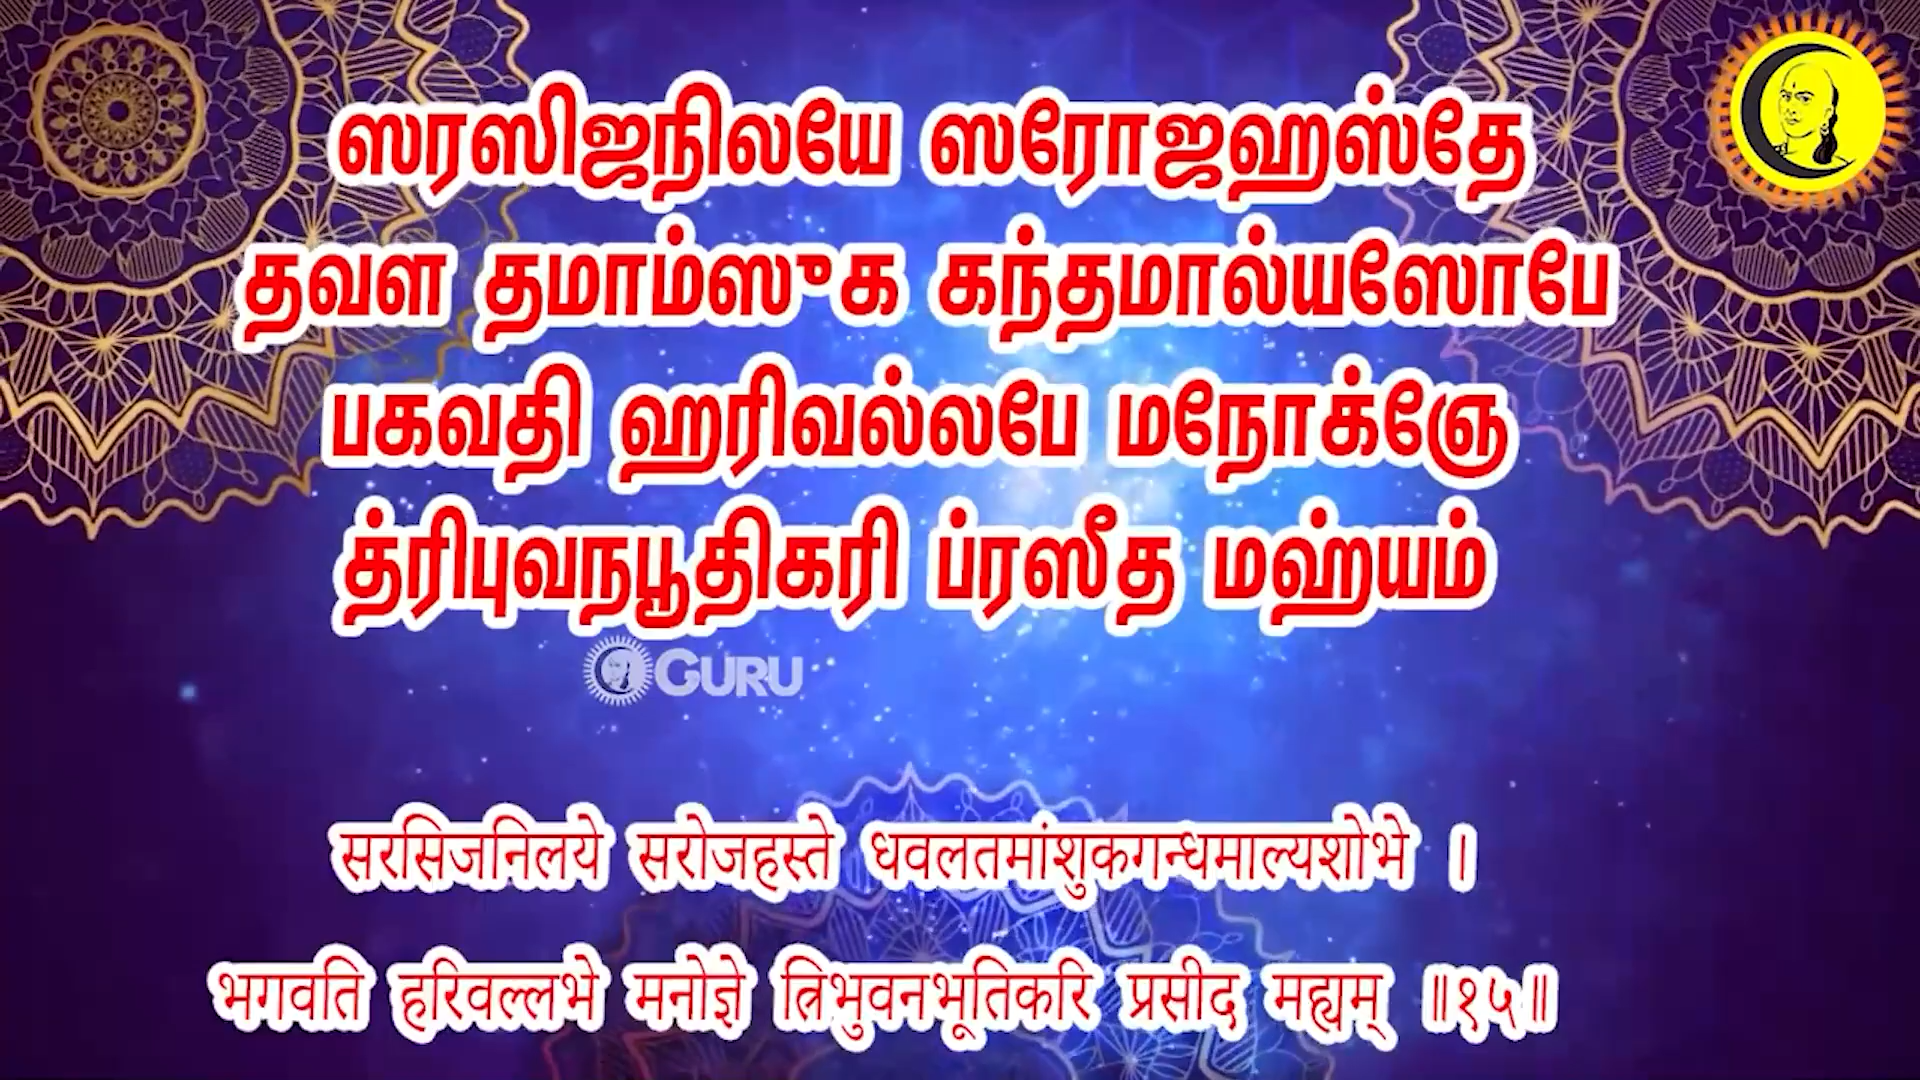 ஸரஸிஜநிலயே ஸரோஜஹஸ்தே
தவள தமாம்ஸுக கந்தமால்யஸோபே
பகவதி ஹரிவல்லபே மநோக்ஞே
த்ரிபுவநபூதிகரி ப்ரஸீத மஹ்யம்
GURU
सरसिजनिलये सरोजहस्ते धवलतमांशुकगन्धमाल्यशोभे ।
भगवति हरिवल्लभे मनोज्ञे त्रिभुवनभूतिकरि प्रसीद मह्यम् ॥१५॥